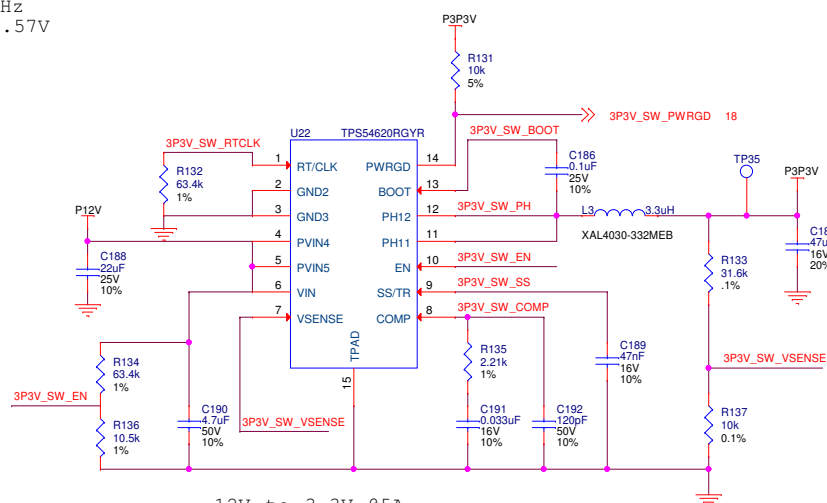 Hz
.57V
P3P3V
R131
10k
5%
3P3V_SW_PWRGD 18
U22 TPS54620RGYR
3P3V_SW_RTCLK
3P3V_SW_BOOT
R132
63.4k
1%
1 RT/CLK
2 GND2
3 GND3
4 PVIN4
5 PVIN5
6 VIN
7 VSENSE
PWRGD 14
BOOT 13
PH12 12
PH11 11
EN 10
SS/TR 9
COMP 8
TPAD
15
C186
0.1uF
25V
10%
TP35
P3P3V
3P3V_SW_PH
L3 3.3uH
XAL4030-332MEB
P12V
C188
22uF
25V
10%
3P3V_SW_EN
3P3V_SW_SS
3P3V_SW_COMP
R133
31.6k
.1%
C18
47u
16V
20%
R134
63.4k
1%
3P3V_SW_EN
R136
10.5k
1%
C190
4.7uF
50V
10%
3P3V_SW_VSENSE
R135
2.21k
1%
C191
0.033uF
16V
10%
C192
120pF
50V
10%
C189
47nF
16V
10%
3P3V_SW_VSENSE
R137
10k
0.1%